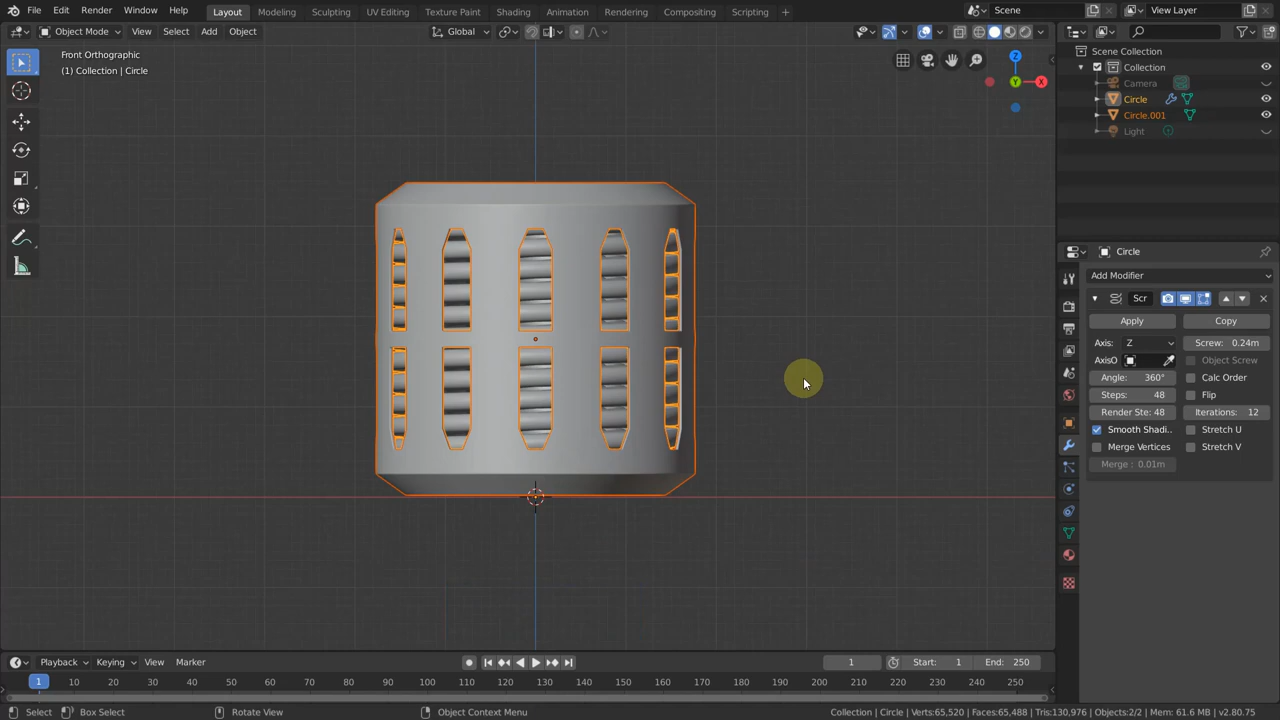 File Edit Render Window Help Layout Modeling Sculpting UV Editing Texture Paint Shading Animation Rendering Compositing Scripting + Scene View Layer
Object Mode View Select Add Object Global
Front Orthographic
(1) Collection | Circle
Z
X
Y
Scene Collection
Collection
Camera
Circle
Circle.001
Light
Circle
Add Modifier
Scr
Apply Copy
Axis: Z Screw: 0.24m
AxisO Object Screw
Angle: 360° Calc Order
Steps: 48 Flip
Render Ste: 48 Iterations: 12
Smooth Shadi.. Stretch U
Merge Vertices Stretch V
Merge : 0.01m
Playback Keying View Marker 1 Start: 1 End: 250
1 10 20 30 40 50 60 70 80 90 100 110 120 130 140 150 160 170 180 190 200 210 220 230 240 250
Select Box Select Rotate View Object Context Menu Collection | Circle | Verts:65,520 | Faces:65,488 | Tris:130,976 | Objects:2/2 | Mem: 61.6 MB | v2.80.75